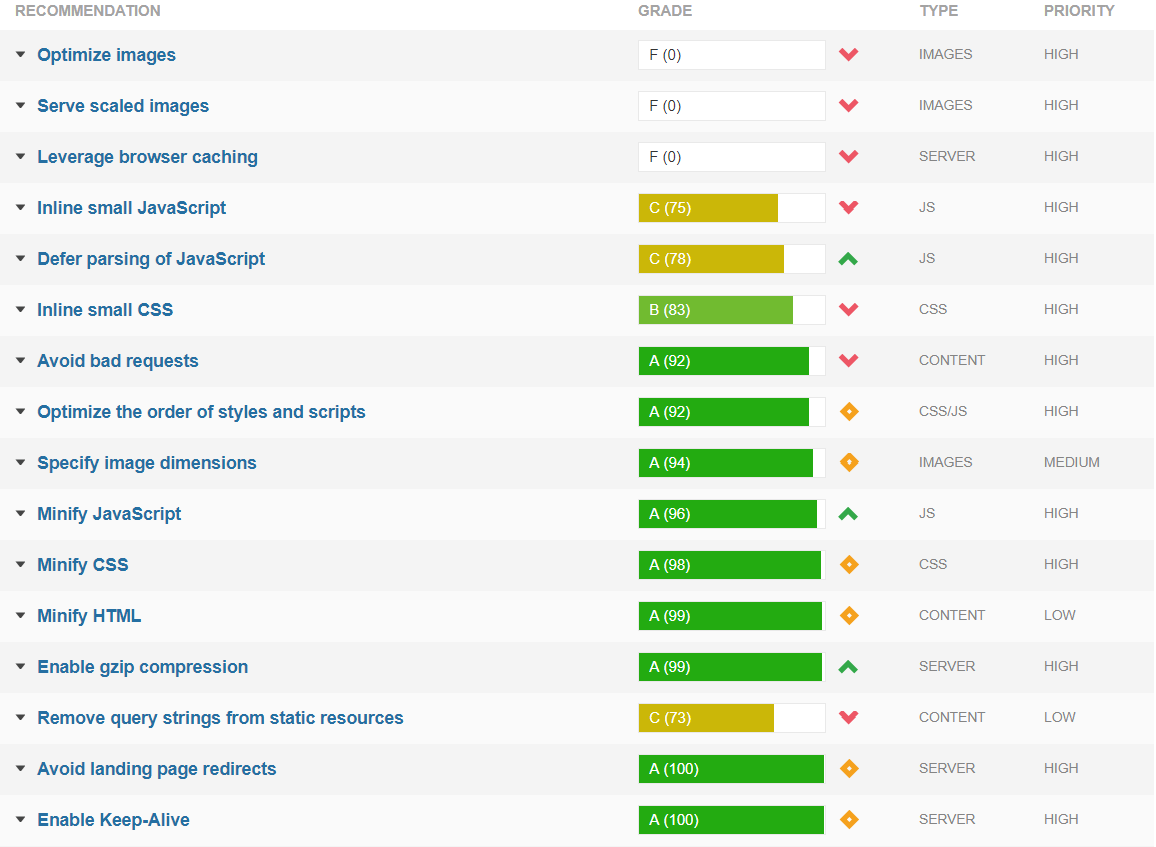 RECOMMENDATION GRADE TYPE PRIORITY
Optimize images F (0) IMAGES HIGH
Serve scaled images F (0) IMAGES HIGH
Leverage browser caching F (0) SERVER HIGH
Inline small JavaScript C (75) JS HIGH
Defer parsing of JavaScript C (78) JS HIGH
Inline small CSS B (83) CSS HIGH
Avoid bad requests A (92) CONTENT HIGH
Optimize the order of styles and scripts A (92) CSS/JS HIGH
Specify image dimensions A (94) IMAGES MEDIUM
Minify JavaScript A (96) JS HIGH
Minify CSS A (98) CSS HIGH
Minify HTML A (99) CONTENT LOW
Enable gzip compression A (99) SERVER HIGH
Remove query strings from static resources C (73) CONTENT LOW
Avoid landing page redirects A (100) SERVER HIGH
Enable Keep-Alive A (100) SERVER HIGH